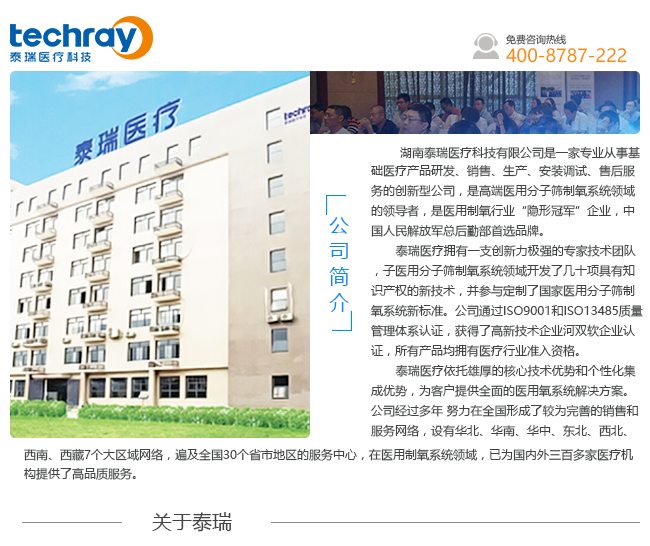 techray
泰瑞医疗科技
免费咨询热线
400-8787-222
泰瑞医疗
techray
公司简介
湖南泰瑞医疗科技有限公司是一家专业从事基
础医疗产品研发、销售、生产、安装调试、售后服
务的创新型公司，是高端医用分子筛制氧系统领域
的领导者，是医用制氧行业“隐形冠军”企业，中
国人民解放军总后勤部首选品牌。
泰瑞医疗拥有一支创新力极强的专家技术团队
，子医用分子筛制氧系统领域开发了几十项具有知
识产权的新技术，并参与定制了国家医用分子筛制
氧系统新标准。公司通过ISO9001和ISO13485质量
管理体系认证，获得了高新技术企业河双软企业认
证，所有产品均拥有医疗行业准入资格。
泰瑞医疗依托雄厚的核心技术优势和个性化集
成优势，为客户提供全面的医用氧系统解决方案。
公司经过多年 努力在全国形成了较为完善的销售和
服务网络，设有华北、华南、华中、东北、西北、
西南、西藏7个大区域网络，遍及全国30个省市地区的服务中心，在医用制氧系统领域，已为国内外三百多家医疗机
构提供了高品质服务。
关于泰瑞